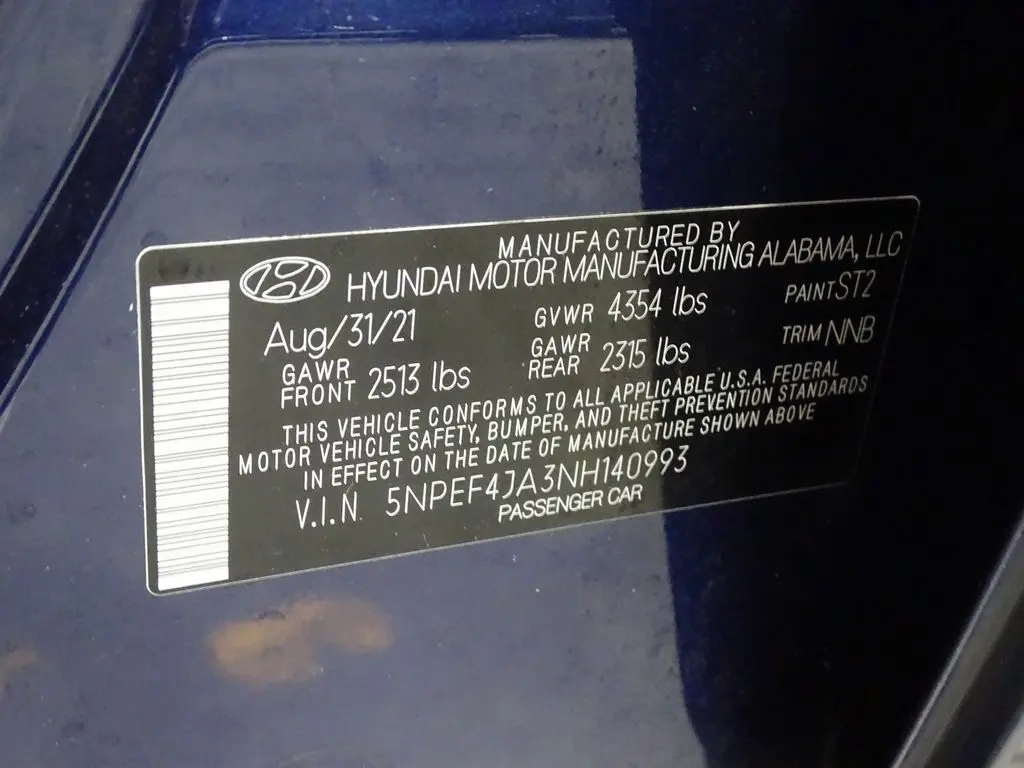 MANUFACTURED BY
HYUNDAI MOTOR MANUFACTURING ALABAMA, LLC
Aug/31/21 GVWR 4354 lbs PAINT ST2
GAWR FRONT 2513 lbs GAWR REAR 2315 lbs TRIM NNB
THIS VEHICLE CONFORMS TO ALL APPLICABLE U.S.A. FEDERAL
MOTOR VEHICLE SAFETY, BUMPER, AND THEFT PREVENTION STANDARDS
IN EFFECT ON THE DATE OF MANUFACTURE SHOWN ABOVE
V.I.N 5NPEF4JA3NH140993
PASSENGER CAR